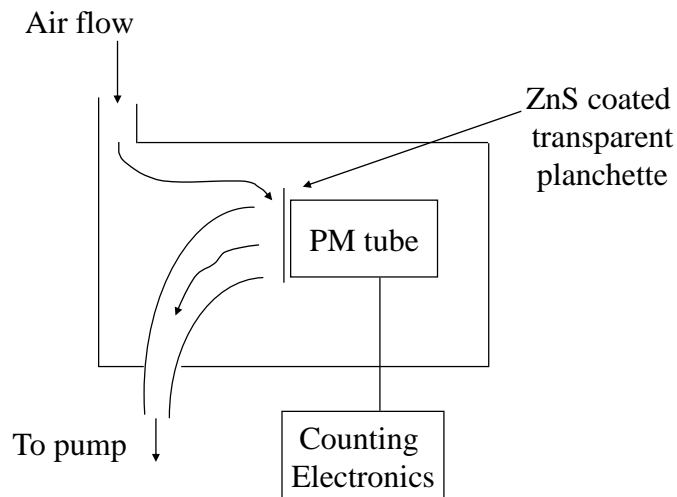 Air flow
ZnS coated
transparent
planchette
PM tube
To pump
Counting
Electronics